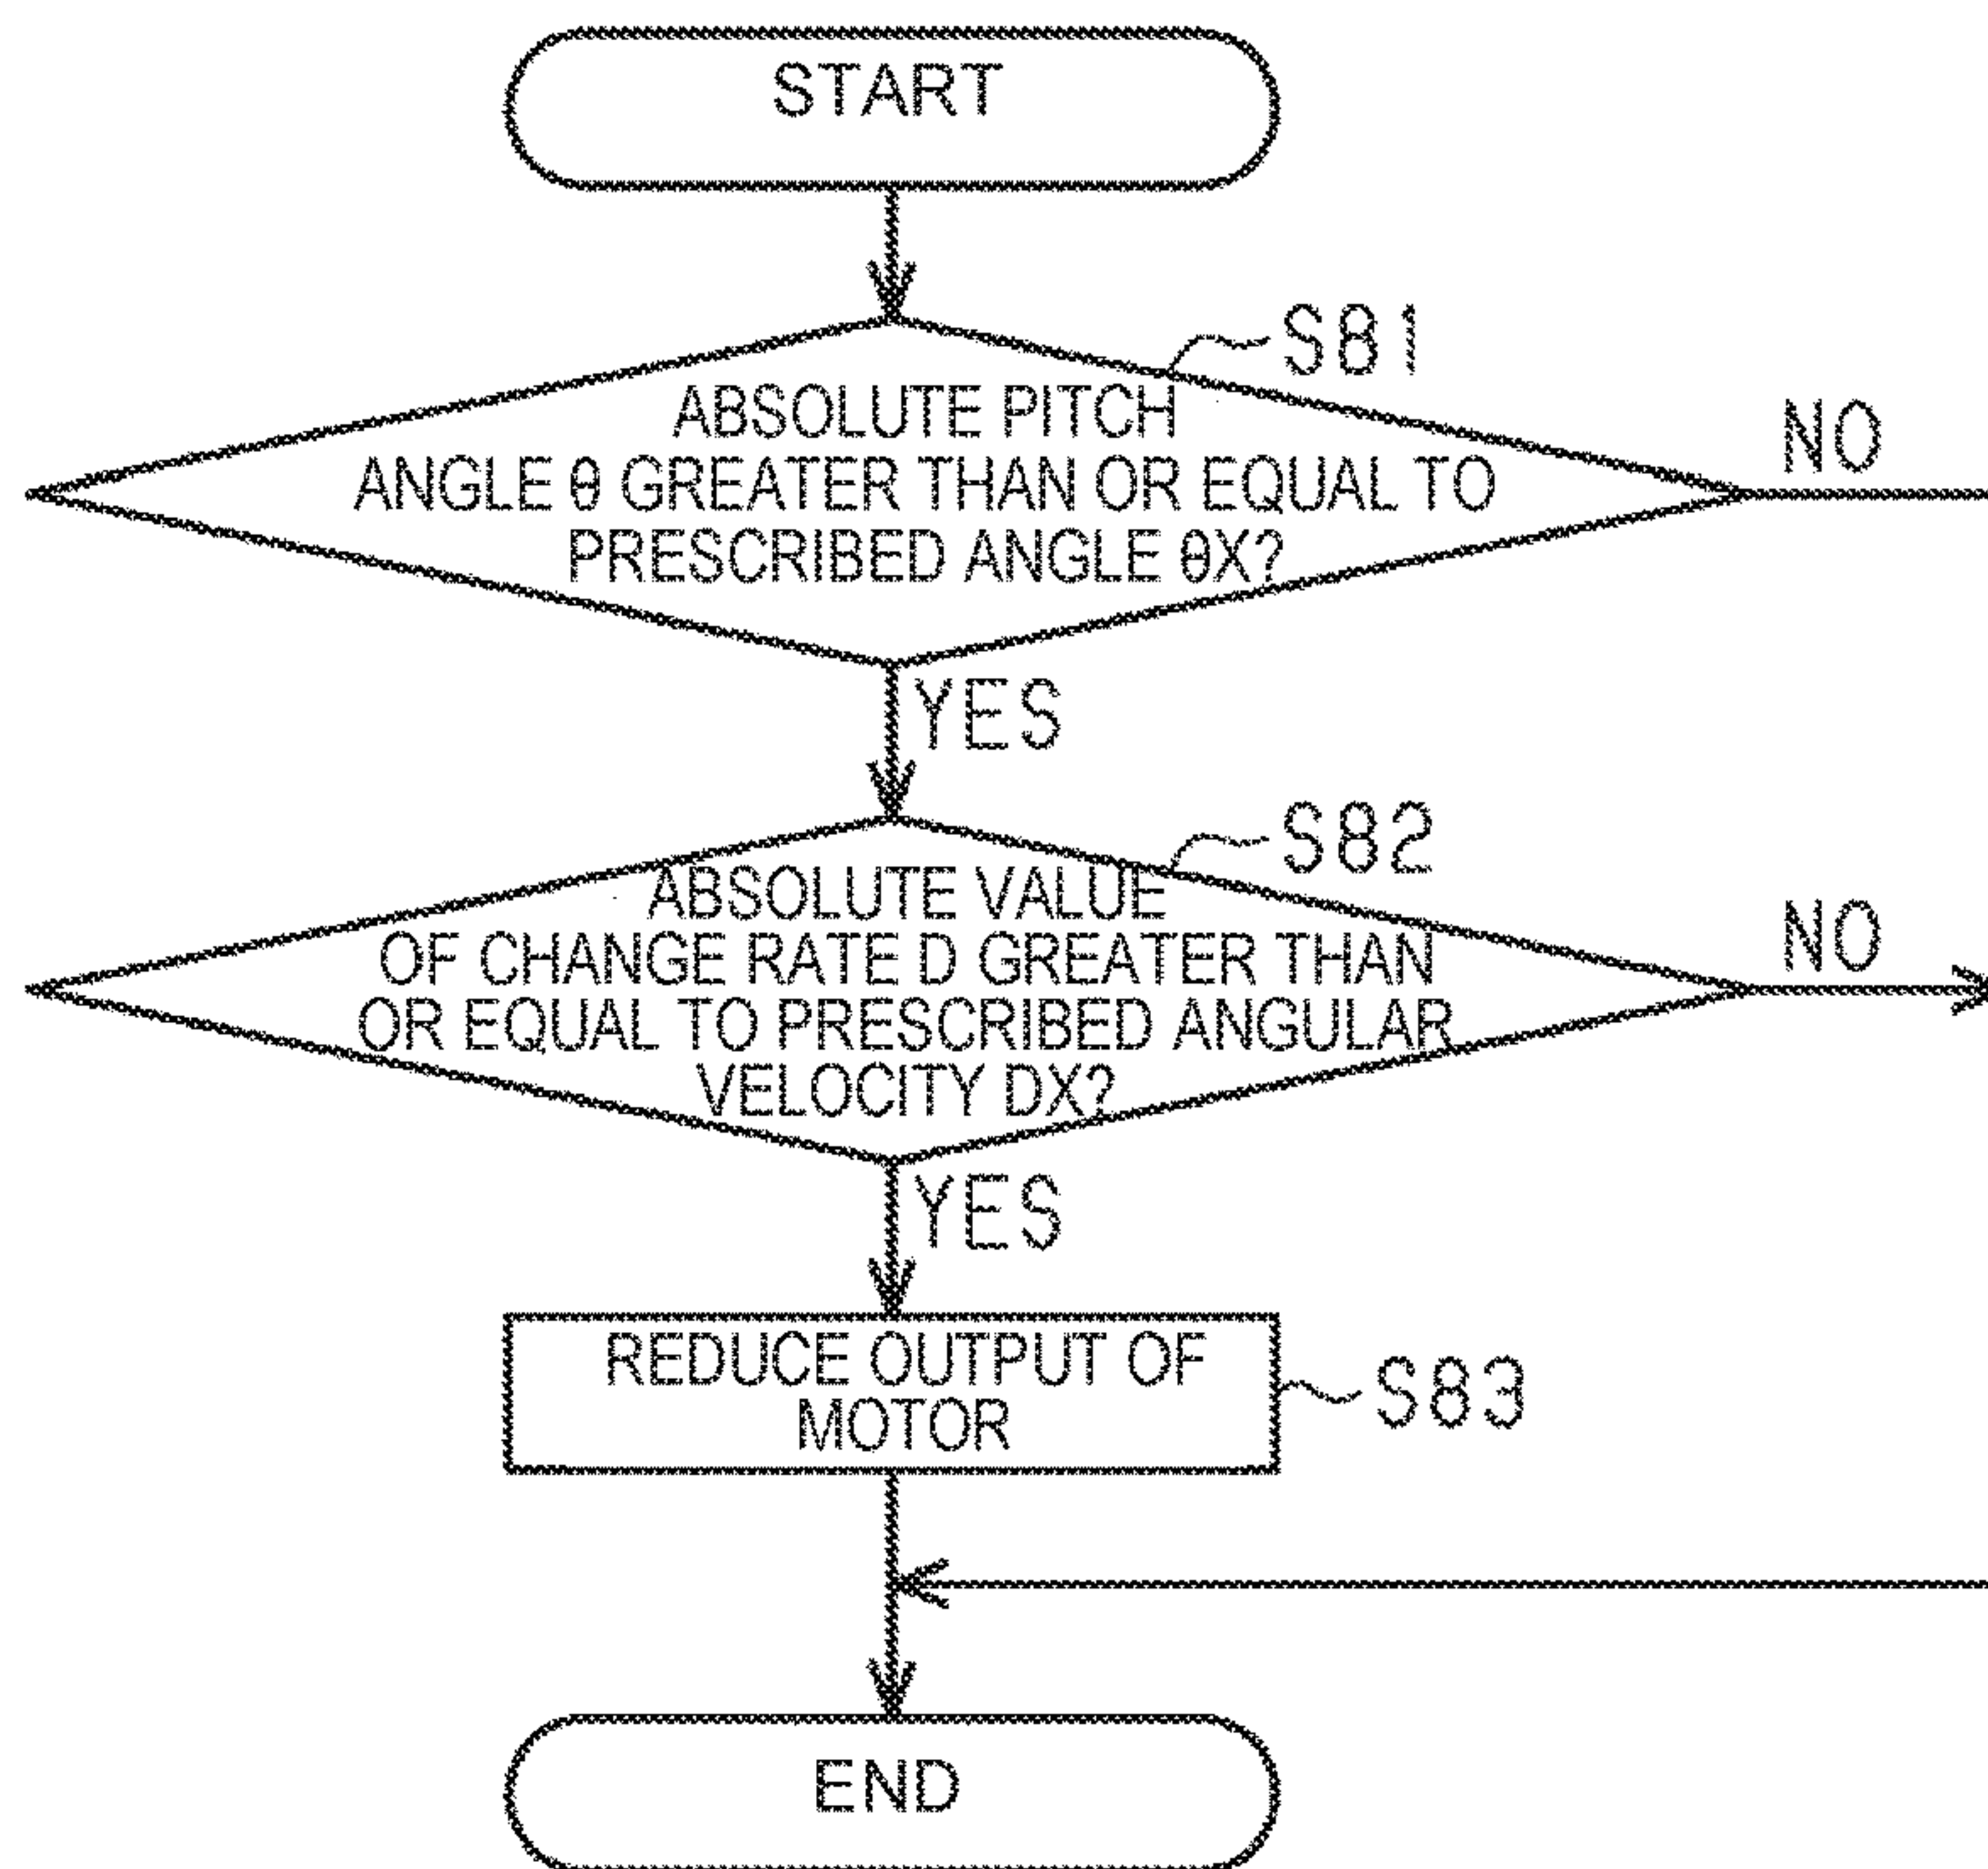 START
S81
ABSOLUTE PITCH
ANGLE θ GREATER THAN OR EQUAL TO
PRESCRIBED ANGLE θX?
NO
YES
S82
ABSOLUTE VALUE
OF CHANGE RATE D GREATER THAN
OR EQUAL TO PRESCRIBED ANGULAR
VELOCITY DX?
NO
YES
REDUCE OUTPUT OF
MOTOR
S83
END